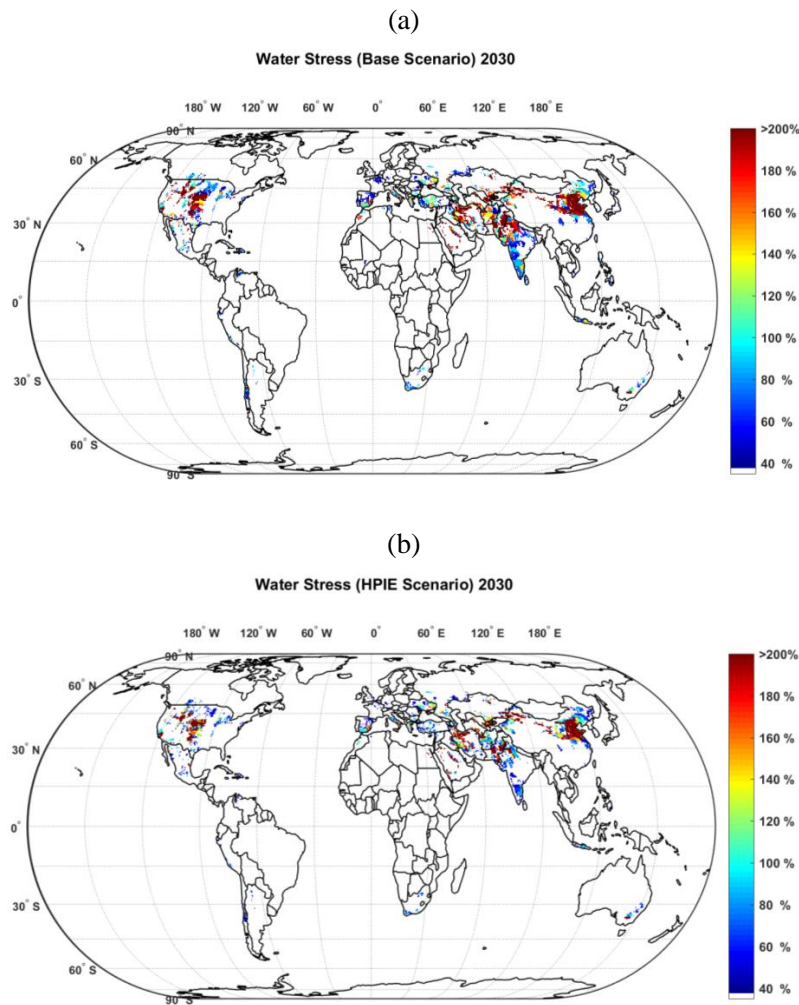 (a)
Water Stress (Base Scenario) 2030
180° W 120° W 60° W 0° 60° E 120° E 180° E
90° N
60° N
30° N
0°
30° S
60° S
90° S
>200%
180 %
160 %
140 %
120 %
100 %
80 %
60 %
40 %
(b)
Water Stress (HPIE Scenario) 2030
180° W 120° W 60° W 0° 60° E 120° E 180° E
90° N
60° N
30° N
0°
30° S
60° S
90° S
>200%
180 %
160 %
140 %
120 %
100 %
80 %
60 %
40 %